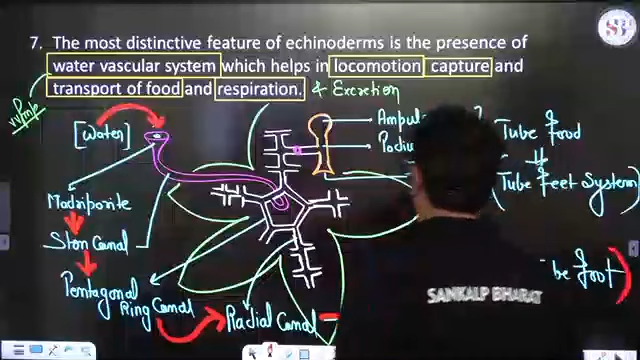 7. The most distinctive feature of echinoderms is the presence of
water vascular system which helps in locomotion capture and
transport of food and respiration. & Excretion
VV Imp
[Water]
Ampul
Podiu
Tube food
(Tube feet System)
Madriporite
Ston Canal
be foot)
Pentagonal
Ring Canal
Radial Canal
SANKALP BHARAT